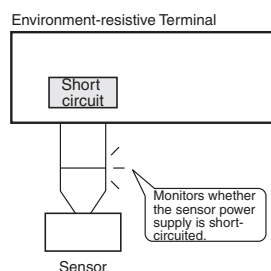 Environment-resistive Terminal
Short
circuit
Monitors whether
the sensor power
supply is short-
circuited.
Sensor